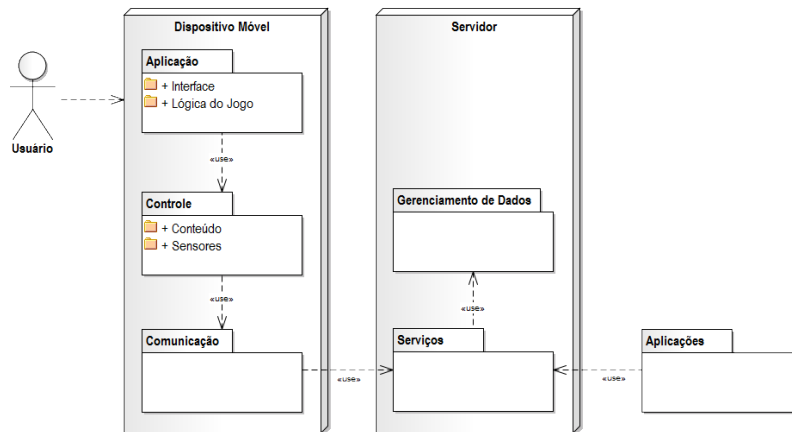 Dispositivo Móvel
Servidor
Aplicação
+ Interface
+ Lógica do Jogo
Usuário
«use»
Controle
+ Conteúdo
+ Sensores
Gerenciamento de Dados
«use»
«use»
Comunicação
Serviços
Aplicações
«use»
«use»